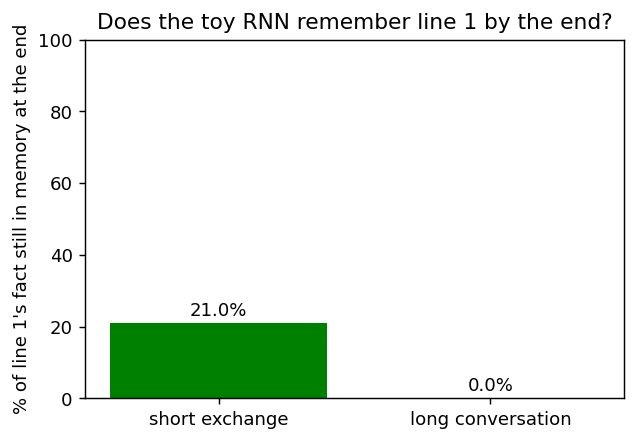 Does the toy RNN remember line 1 by the end?
% of line 1's fact still in memory at the end
100
80
60
40
20
0
21.0%
0.0%
short exchange
long conversation